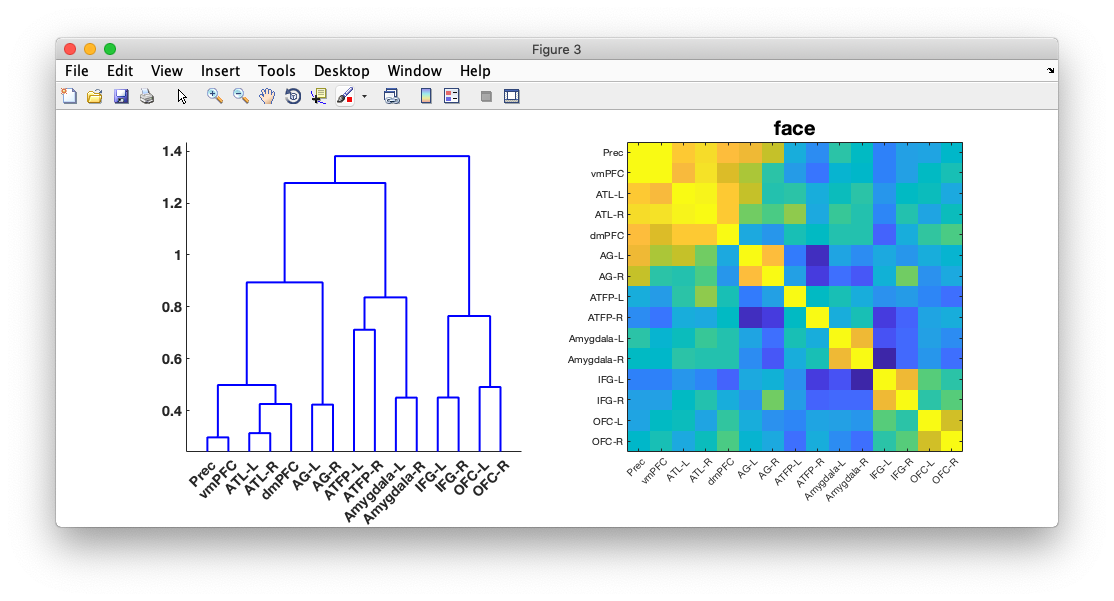 Figure 3
File Edit View Insert Tools Desktop Window Help
1.4
1.2
1
0.8
0.6
0.4
Prec
vmPFC
ATL-L
ATL-R
dmPFC
AG-L
AG-R
ATFP-L
ATFP-R
Amygdala-L
Amygdala-R
IFG-L
IFG-R
OFC-L
OFC-R
face
Prec
vmPFC
ATL-L
ATL-R
dmPFC
AG-L
AG-R
ATFP-L
ATFP-R
Amygdala-L
Amygdala-R
IFG-L
IFG-R
OFC-L
OFC-R
Prec
vmPFC
ATL-L
ATL-R
dmPFC
AG-L
AG-R
ATFP-L
ATFP-R
Amygdala-L
Amygdala-R
IFG-L
IFG-R
OFC-L
OFC-R